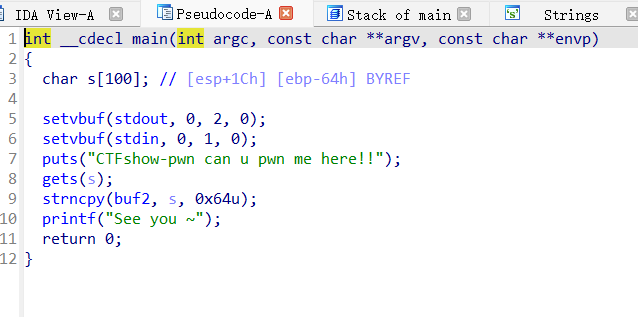 IDA View-A Pseudocode-A Stack of main 's' Strings
1 int __cdecl main(int argc, const char **argv, const char **envp)
2 {
3   char s[100]; // [esp+1Ch] [ebp-64h] BYREF
4
5   setvbuf(stdout, 0, 2, 0);
6   setvbuf(stdin, 0, 1, 0);
7   puts("CTFshow-pwn can u pwn me here!!");
8   gets(s);
9   strncpy(buf2, s, 0x64u);
10   printf("See you ~");
11   return 0;
12 }